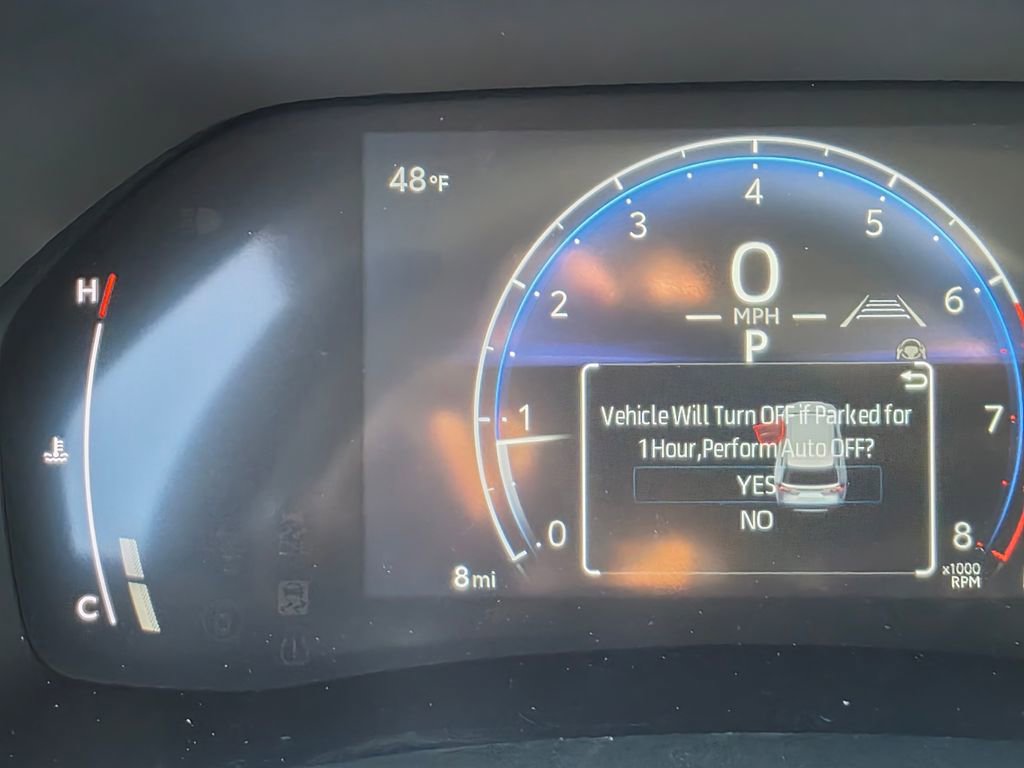 48°F
4
3
5
H
0
2
6
MPH
P
Vehicle Will Turn OFF if Parked for
1
7
1 Hour,Perform Auto OFF?
YES
NO
0
8
8 mi
x1000
RPM
C